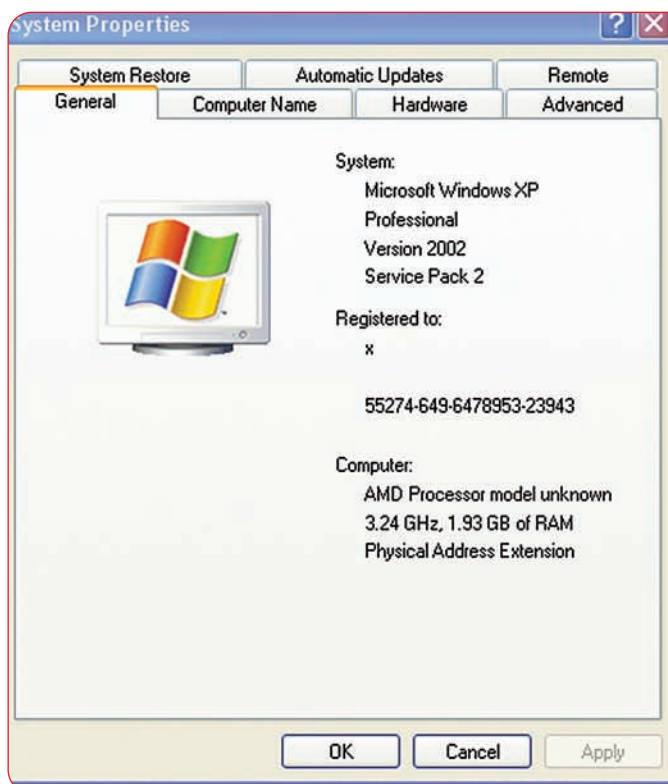 System Properties
System Restore Automatic Updates Remote
General Computer Name Hardware Advanced
System:
Microsoft Windows XP
Professional
Version 2002
Service Pack 2
Registered to:
x
55274-649-6478953-23943
Computer:
AMD Processor model unknown
3.24 GHz, 1.93 GB of RAM
Physical Address Extension
OK Cancel Apply